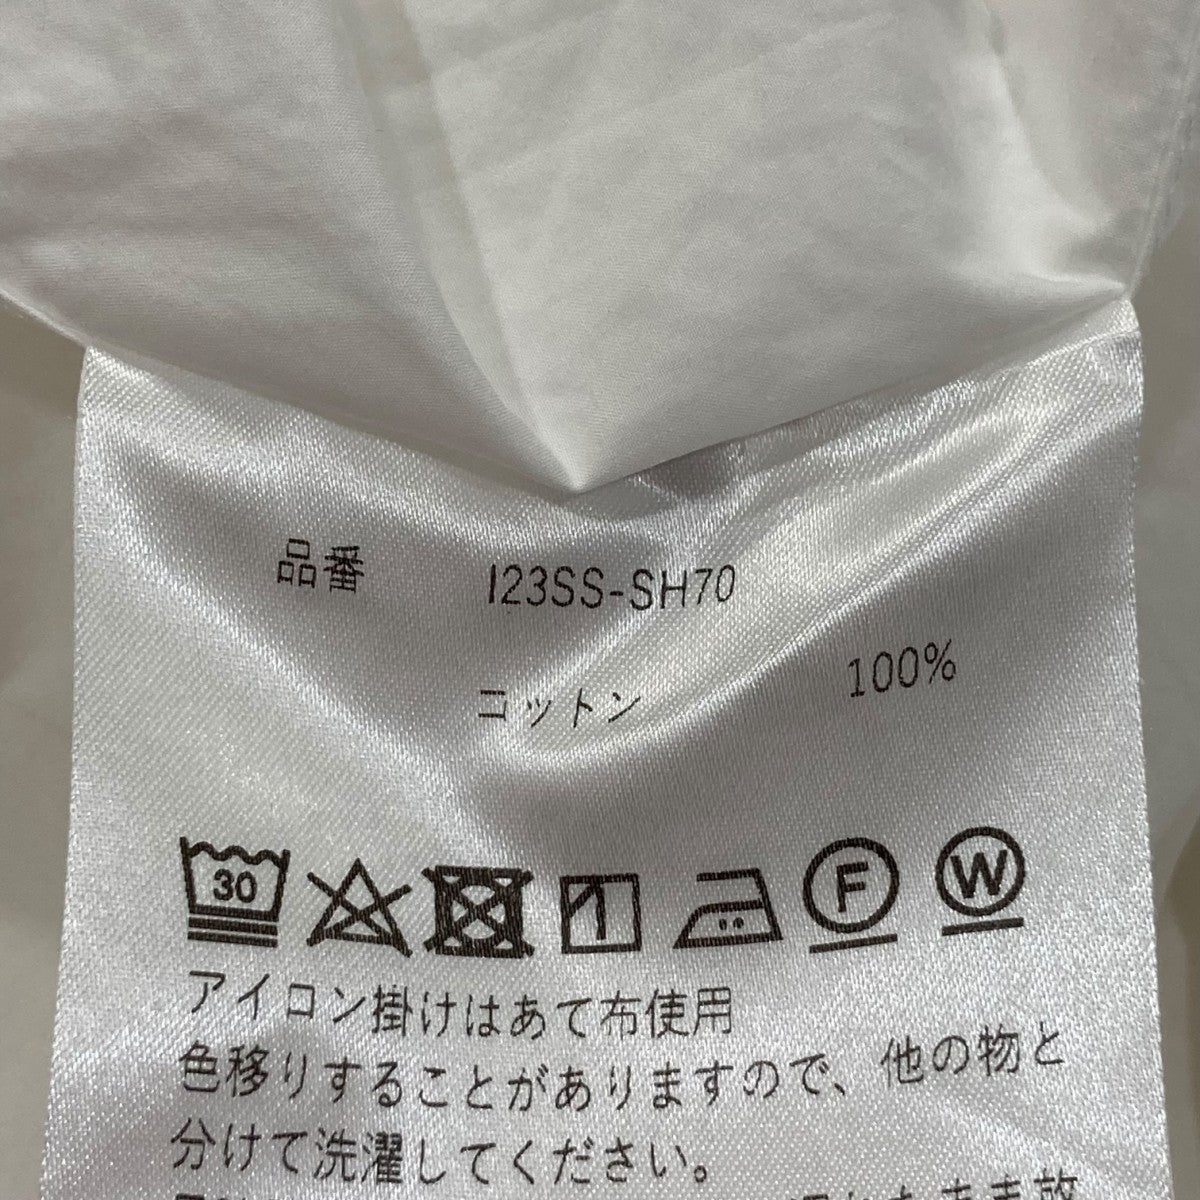 品番 I23SS-SH70
コットン 100%
30 F W
アイロン掛けはあて布使用
色移りすることがありますので、他の物と
分けて洗濯してください。